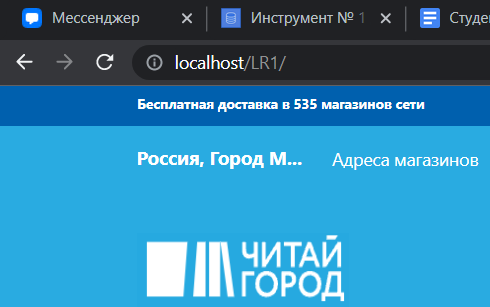 Мессенджер
Инструмент № 1
Студе
localhost/LR1/
Бесплатная доставка в 535 магазинов сети
Россия, Город М...
Адреса магазинов
ЧИТАЙ
ГОРОД